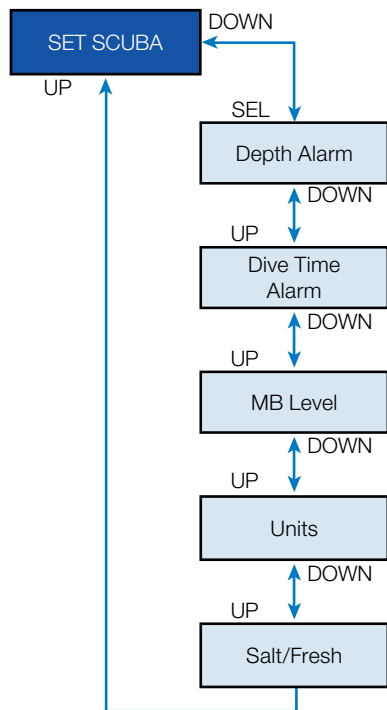 DOWN
SET SCUBA
UP
SEL
Depth Alarm
DOWN
UP
Dive Time
Alarm
DOWN
UP
MB Level
DOWN
UP
Units
DOWN
UP
Salt/Fresh